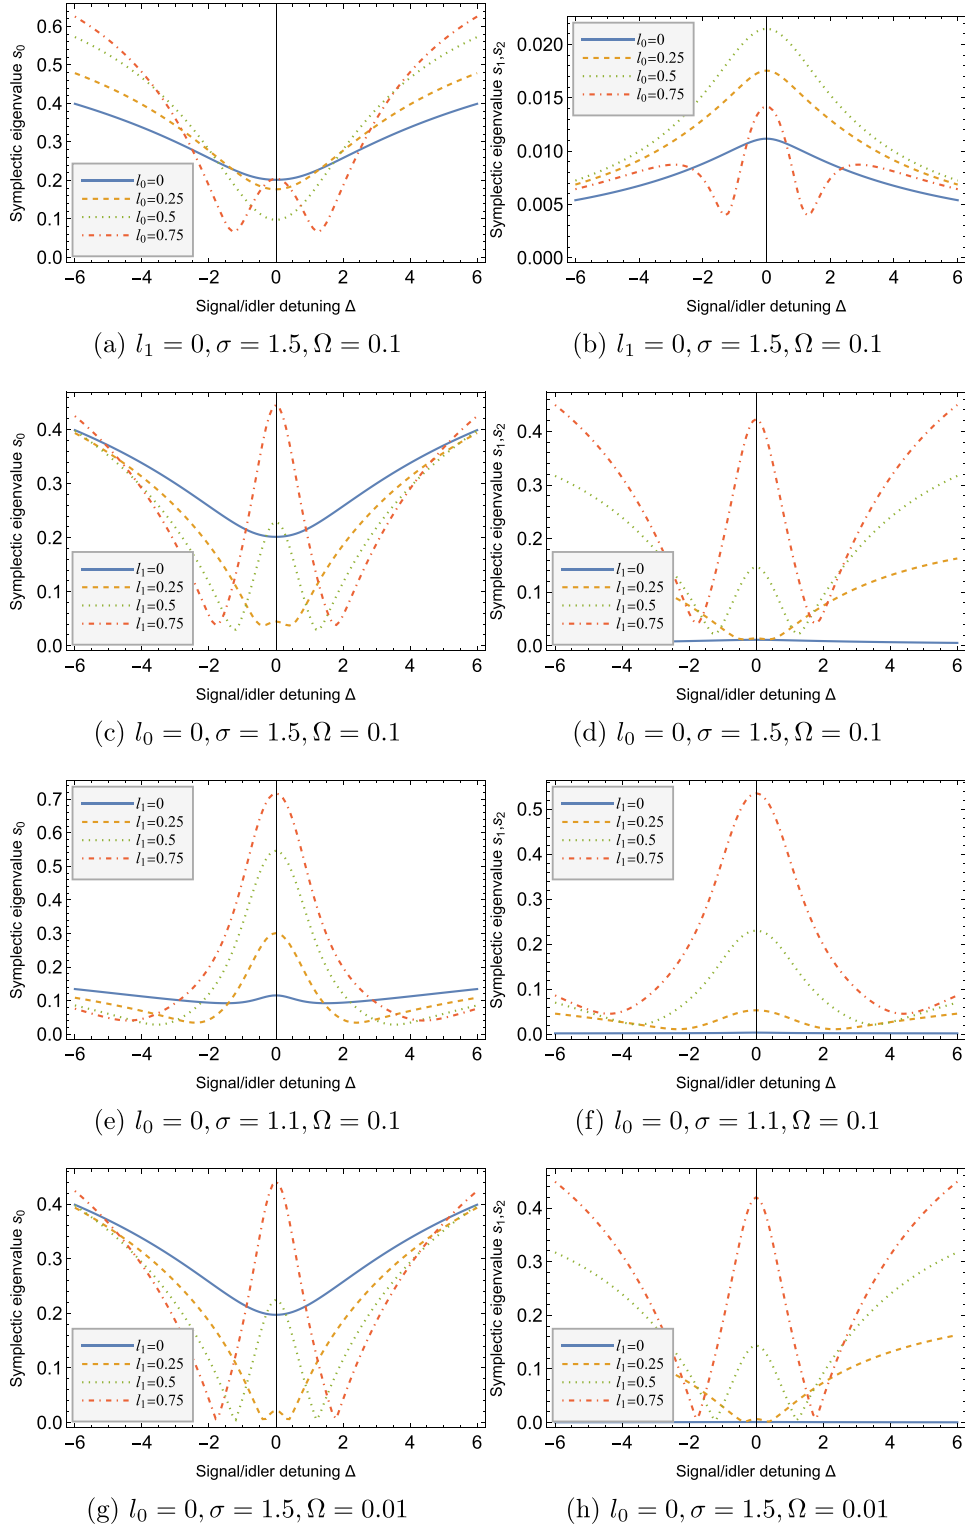 Symplectic eigenvalue s₀
0.6
0.5
0.4
0.3
0.2
0.1
0.0
l₀=0
l₀=0.25
l₀=0.5
l₀=0.75
−6 −4 −2 0 2 4 6
Signal/idler detuning Δ
(a) l₁ = 0, σ = 1.5, Ω = 0.1
Symplectic eigenvalue s₁,s₂
0.020
0.015
0.010
0.005
0.000
l₀=0
l₀=0.25
l₀=0.5
l₀=0.75
−6 −4 −2 0 2 4 6
Signal/idler detuning Δ
(b) l₁ = 0, σ = 1.5, Ω = 0.1
Symplectic eigenvalue s₀
0.4
0.3
0.2
0.1
0.0
l₁=0
l₁=0.25
l₁=0.5
l₁=0.75
−6 −4 −2 0 2 4 6
Signal/idler detuning Δ
(c) l₀ = 0, σ = 1.5, Ω = 0.1
Symplectic eigenvalue s₁,s₂
0.4
0.3
0.2
0.1
0.0
l₁=0
l₁=0.25
l₁=0.5
l₁=0.75
−6 −4 −2 0 2 4 6
Signal/idler detuning Δ
(d) l₀ = 0, σ = 1.5, Ω = 0.1
Symplectic eigenvalue s₀
0.7
0.6
0.5
0.4
0.3
0.2
0.1
0.0
l₁=0
l₁=0.25
l₁=0.5
l₁=0.75
−6 −4 −2 0 2 4 6
Signal/idler detuning Δ
(e) l₀ = 0, σ = 1.1, Ω = 0.1
Symplectic eigenvalue s₁,s₂
0.5
0.4
0.3
0.2
0.1
0.0
l₁=0
l₁=0.25
l₁=0.5
l₁=0.75
−6 −4 −2 0 2 4 6
Signal/idler detuning Δ
(f) l₀ = 0, σ = 1.1, Ω = 0.1
Symplectic eigenvalue s₀
0.4
0.3
0.2
0.1
0.0
l₁=0
l₁=0.25
l₁=0.5
l₁=0.75
−6 −4 −2 0 2 4 6
Signal/idler detuning Δ
(g) l₀ = 0, σ = 1.5, Ω = 0.01
Symplectic eigenvalue s₁,s₂
0.4
0.3
0.2
0.1
0.0
l₁=0
l₁=0.25
l₁=0.5
l₁=0.75
−6 −4 −2 0 2 4 6
Signal/idler detuning Δ
(h) l₀ = 0, σ = 1.5, Ω = 0.01